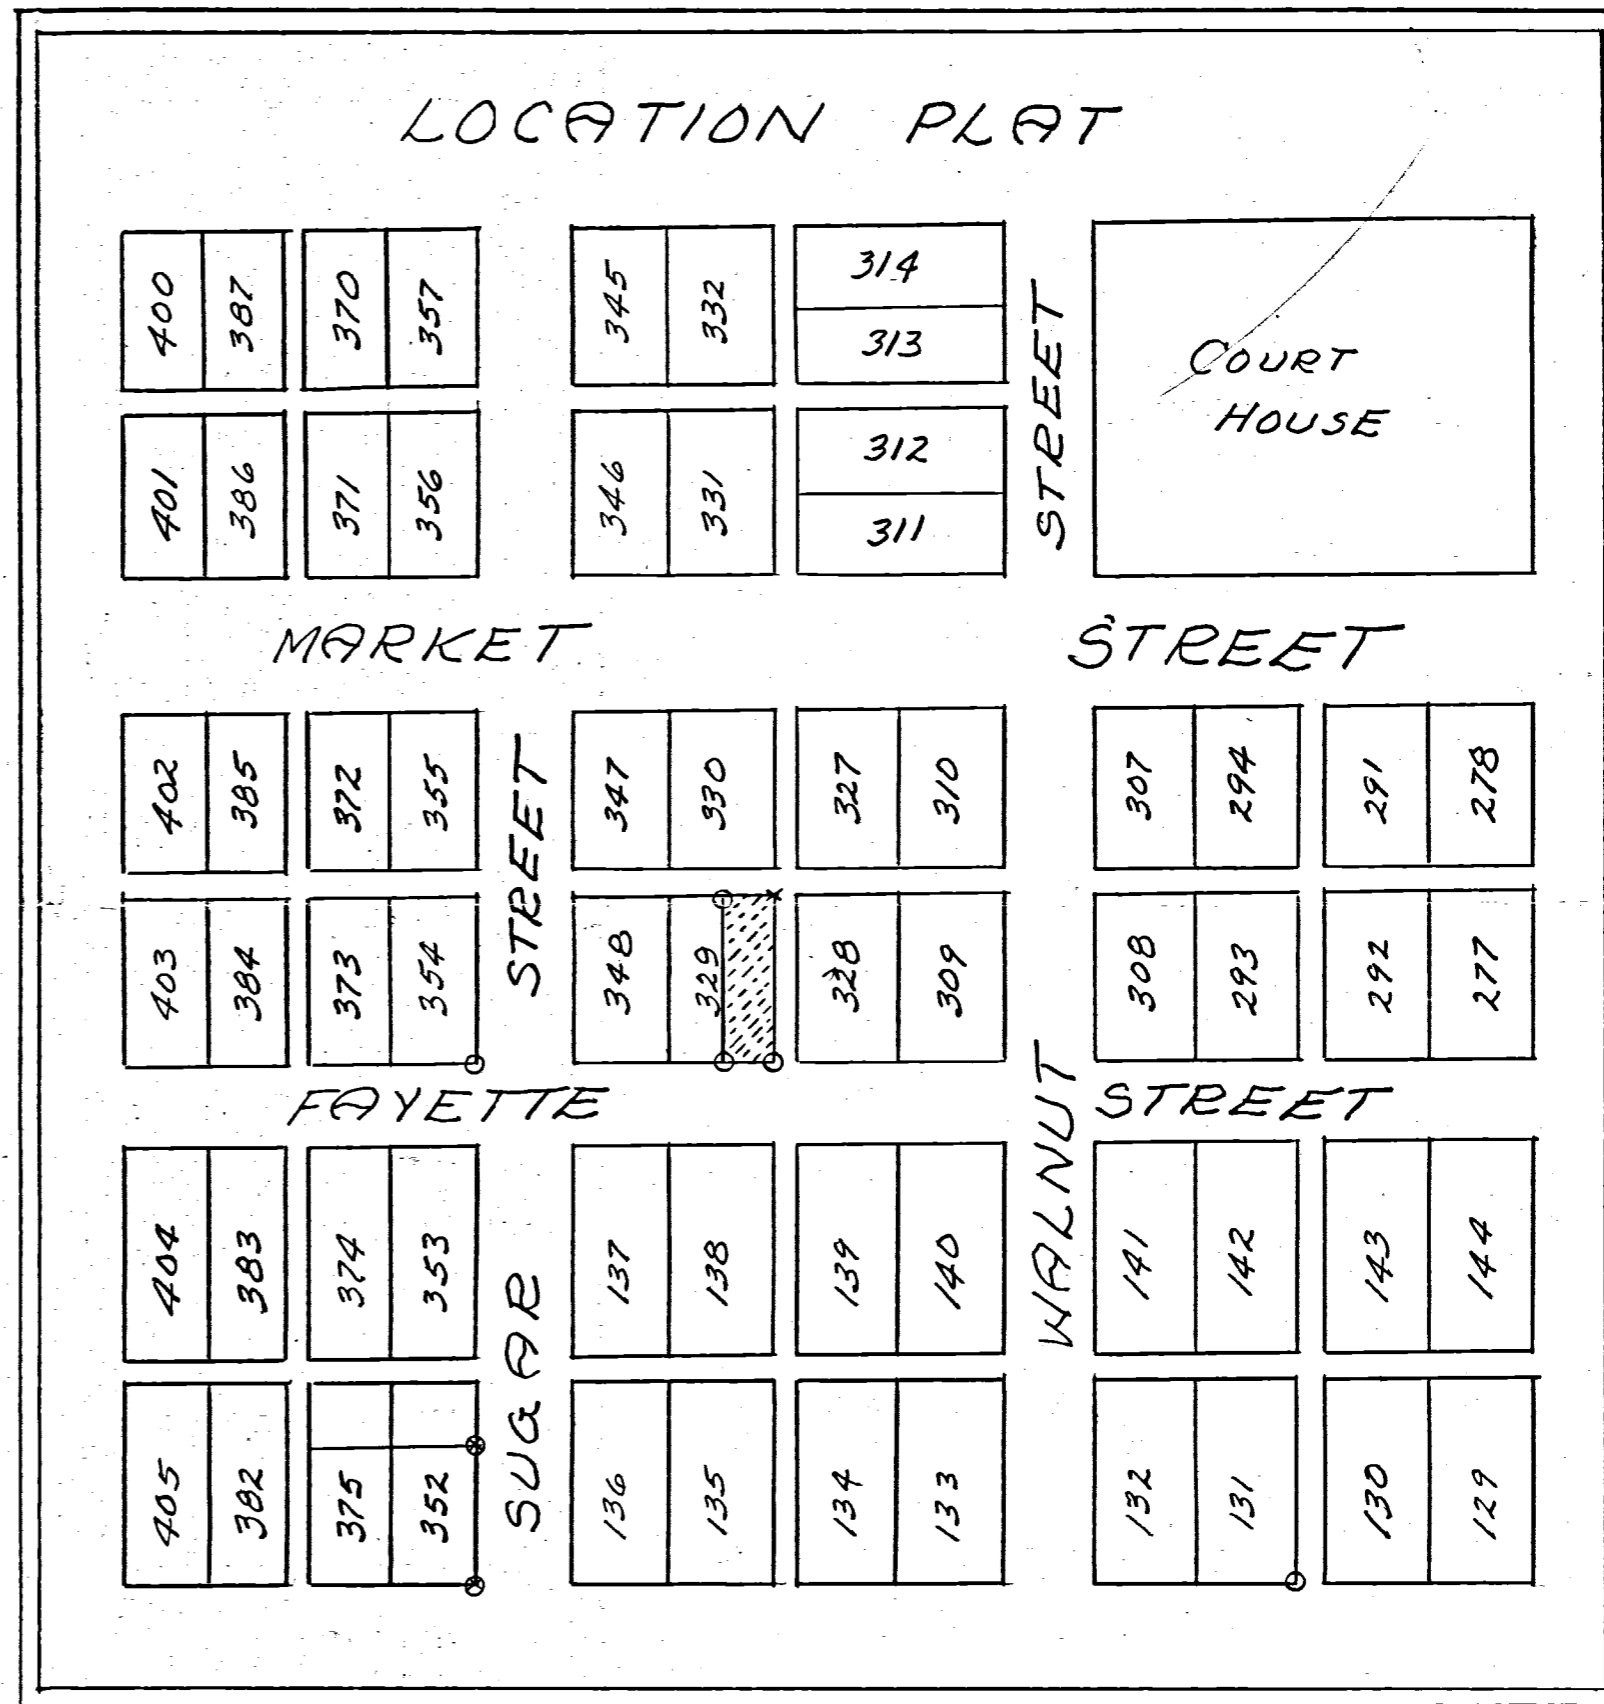 LOCATION PLAT
400 387 370 357 345 332 314
313
STREET
COURT
HOUSE
401 386 371 356 346 331 312
311
MARKET STREET
402 385 372 355 STREET 347 330 327 310 307 294 291 278
403 384 373 354 348 329 328 309 308 293 292 277
FAYETTE STREET
404 383 374 353 137 138 139 140 WALNUT 141 142 143 144
405 382 375 352 SUGAR 136 135 134 133 132 131 130 129